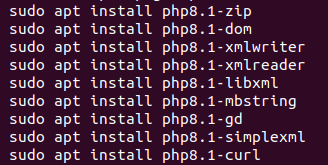 sudo apt install php8.1-zip
sudo apt install php8.1-dom
sudo apt install php8.1-xmlwriter
sudo apt install php8.1-xmlreader
sudo apt install php8.1-libxml
sudo apt install php8.1-mbstring
sudo apt install php8.1-gd
sudo apt install php8.1-simplexml
sudo apt install php8.1-curl